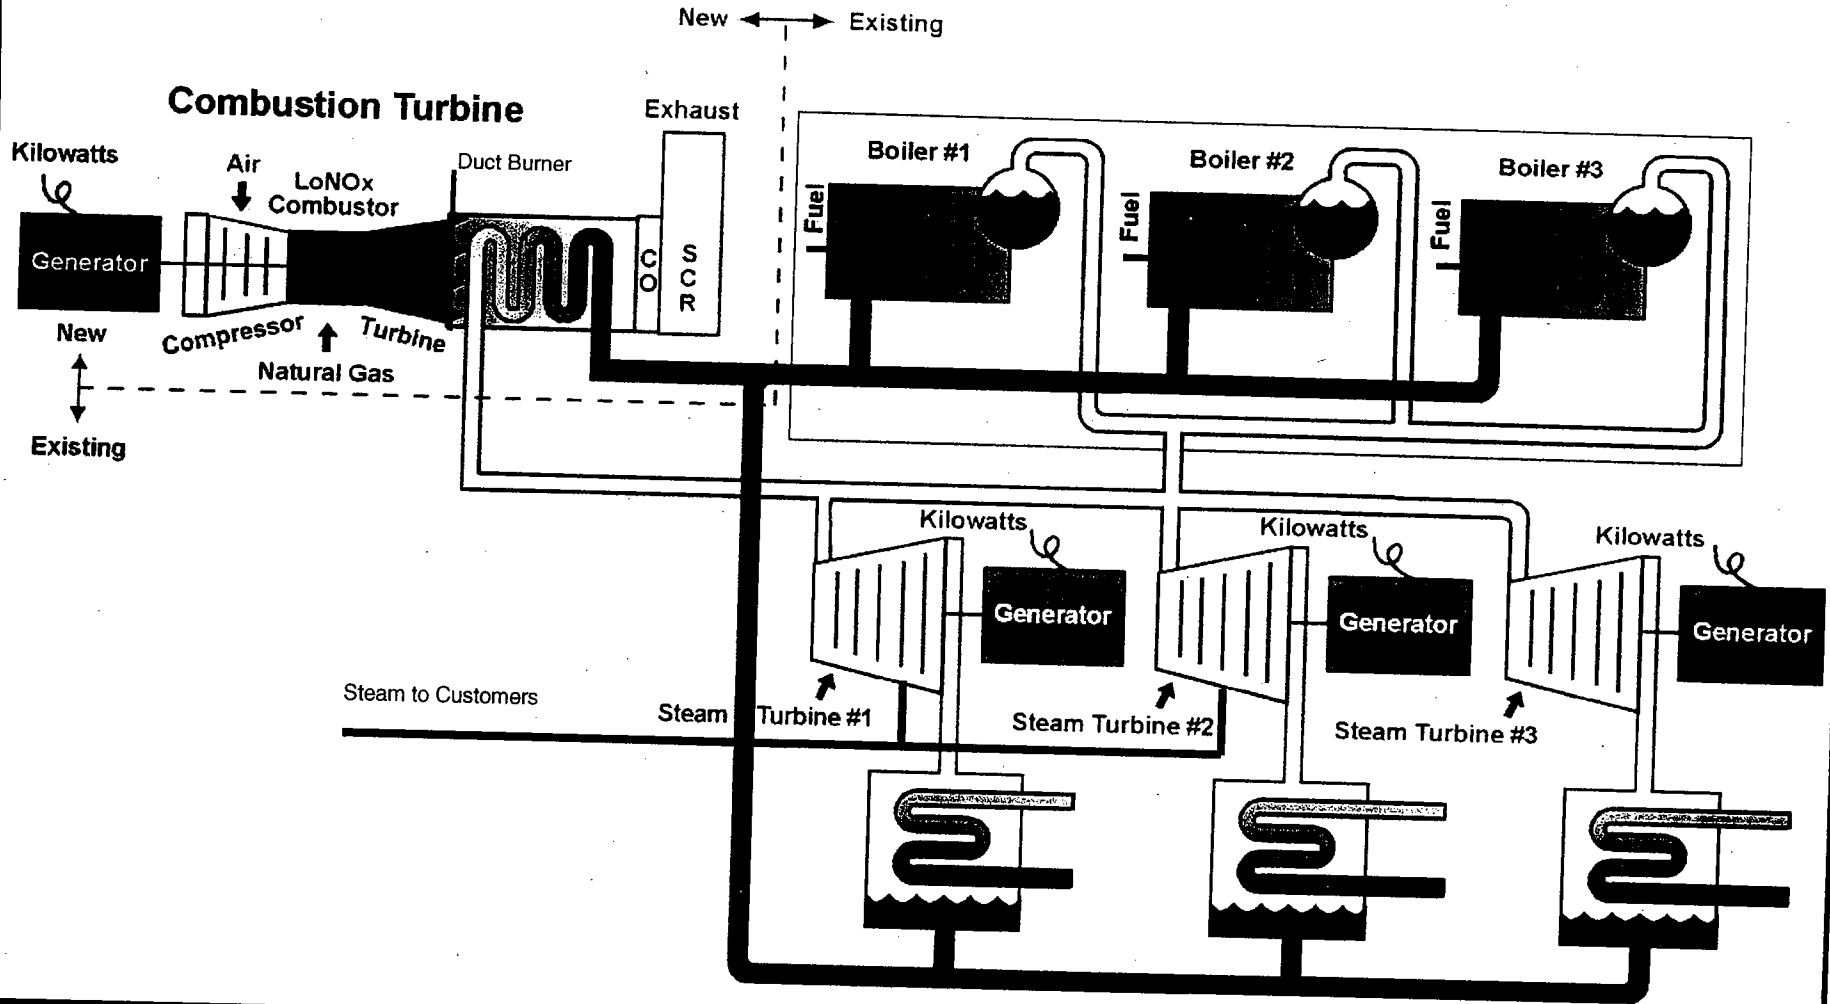 New Existing
Combustion Turbine
Exhaust
Kilowatts
Air
Duct Burner
LoNOx
Combustor
Generator
CO
SCR
New
Compressor
Turbine
Natural Gas
Existing
Boiler #1
Boiler #2
Boiler #3
Fuel
Fuel
Fuel
Kilowatts
Kilowatts
Kilowatts
Generator
Generator
Generator
Steam to Customers
Steam Turbine #1
Steam Turbine #2
Steam Turbine #3